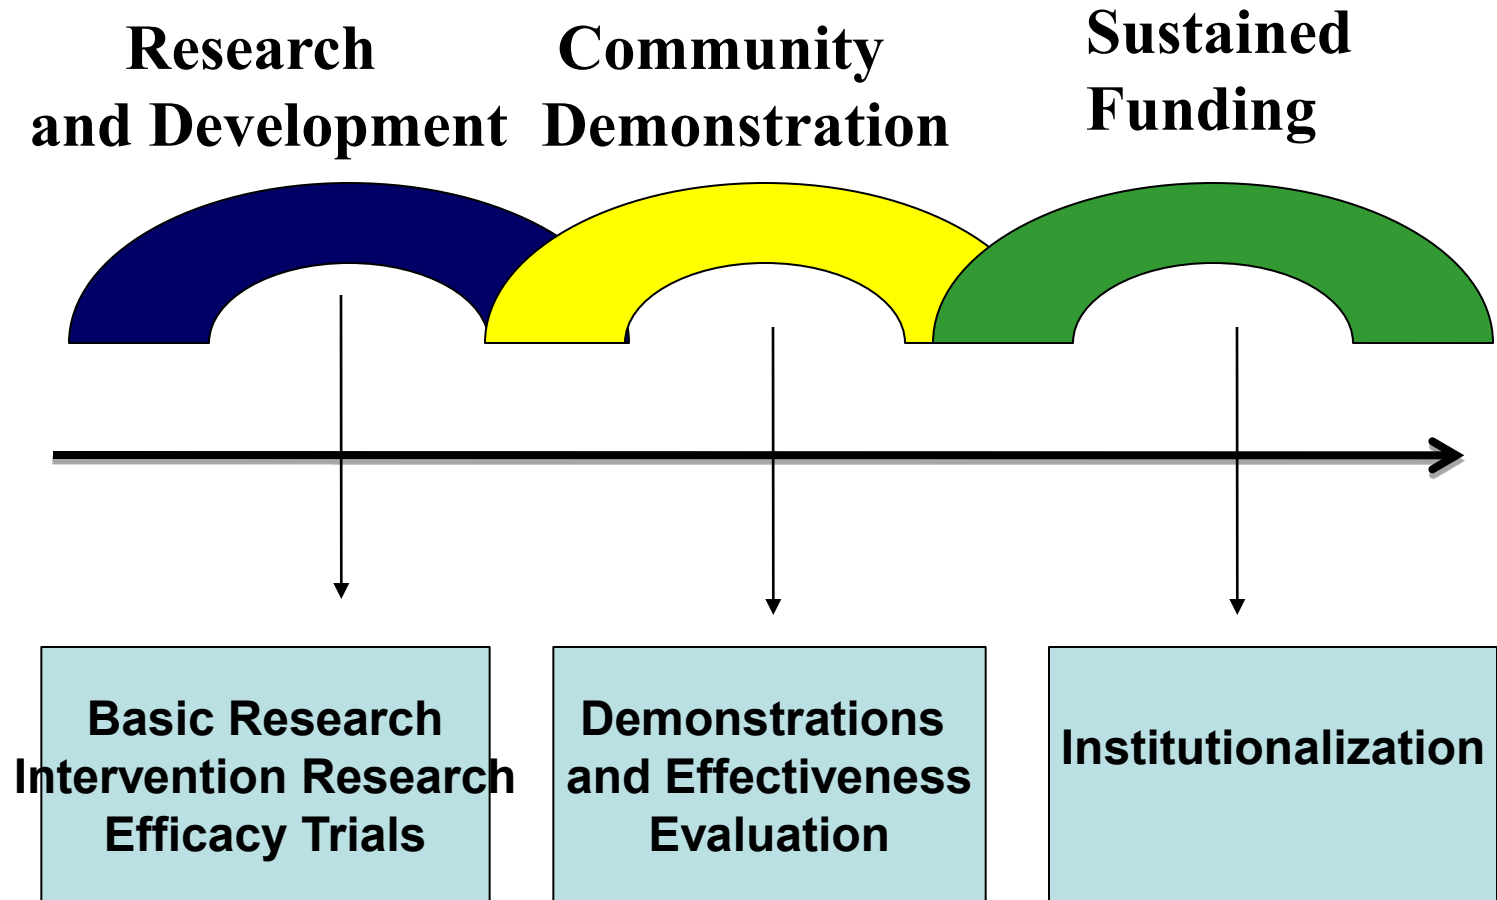 Research
and Development
Community
Demonstration
Sustained
Funding
Basic Research
Intervention Research
Efficacy Trials
Demonstrations
and Effectiveness
Evaluation
Institutionalization